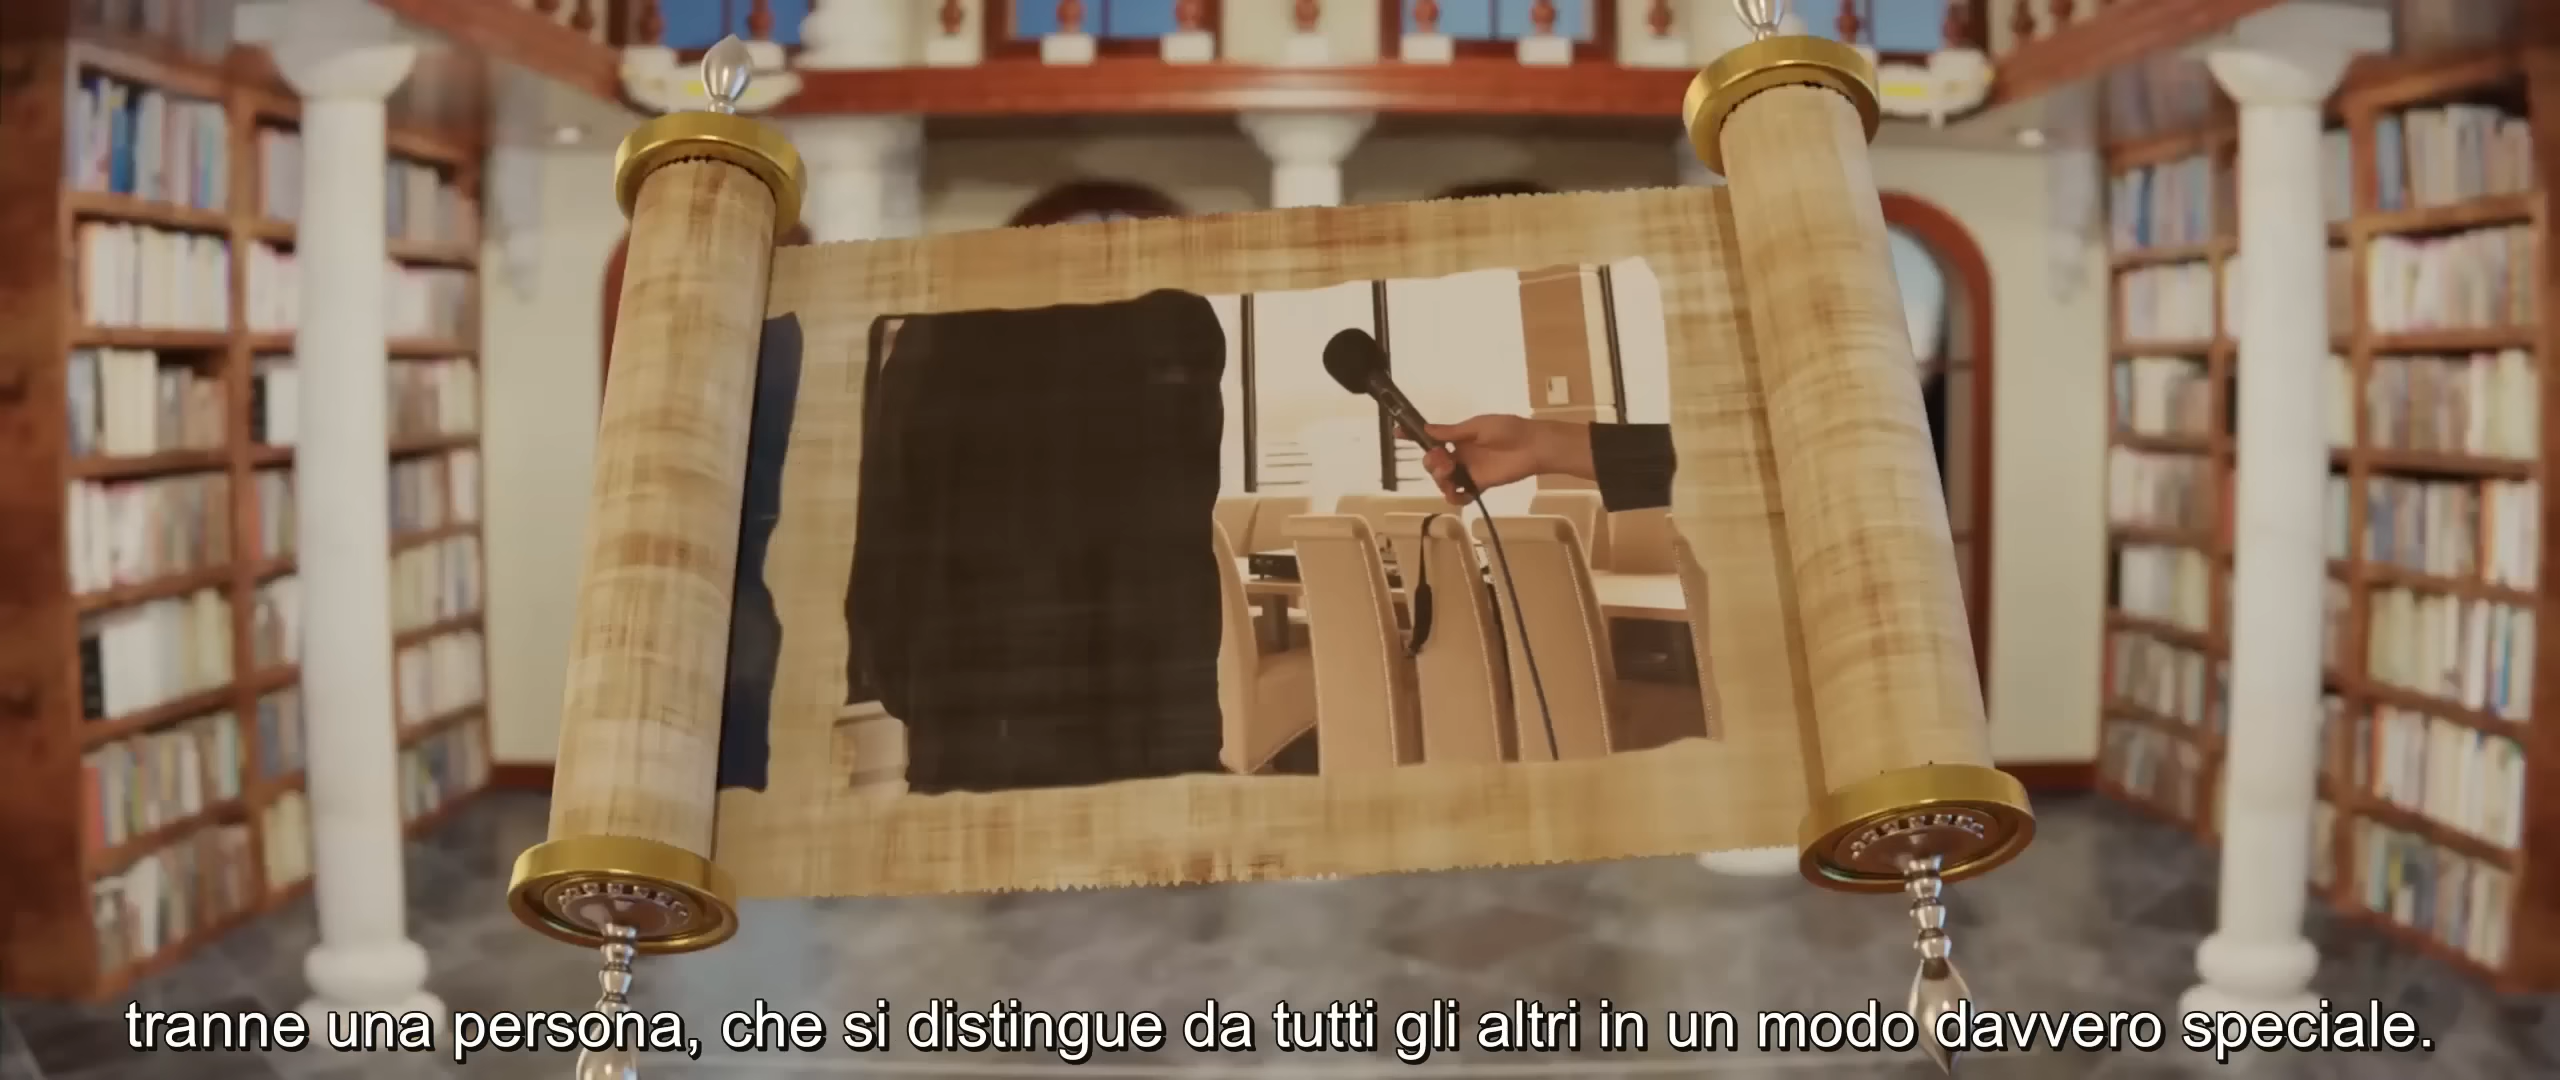 tranne una persona, che si distingue da tutti gli altri in un modo davvero speciale.